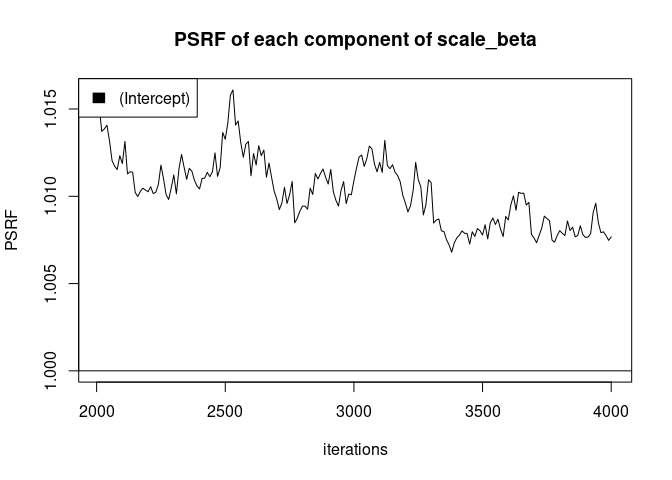 PSRF of each component of scale_beta
(Intercept)
PSRF
1.015
1.010
1.005
1.000
2000 2500 3000 3500 4000
iterations